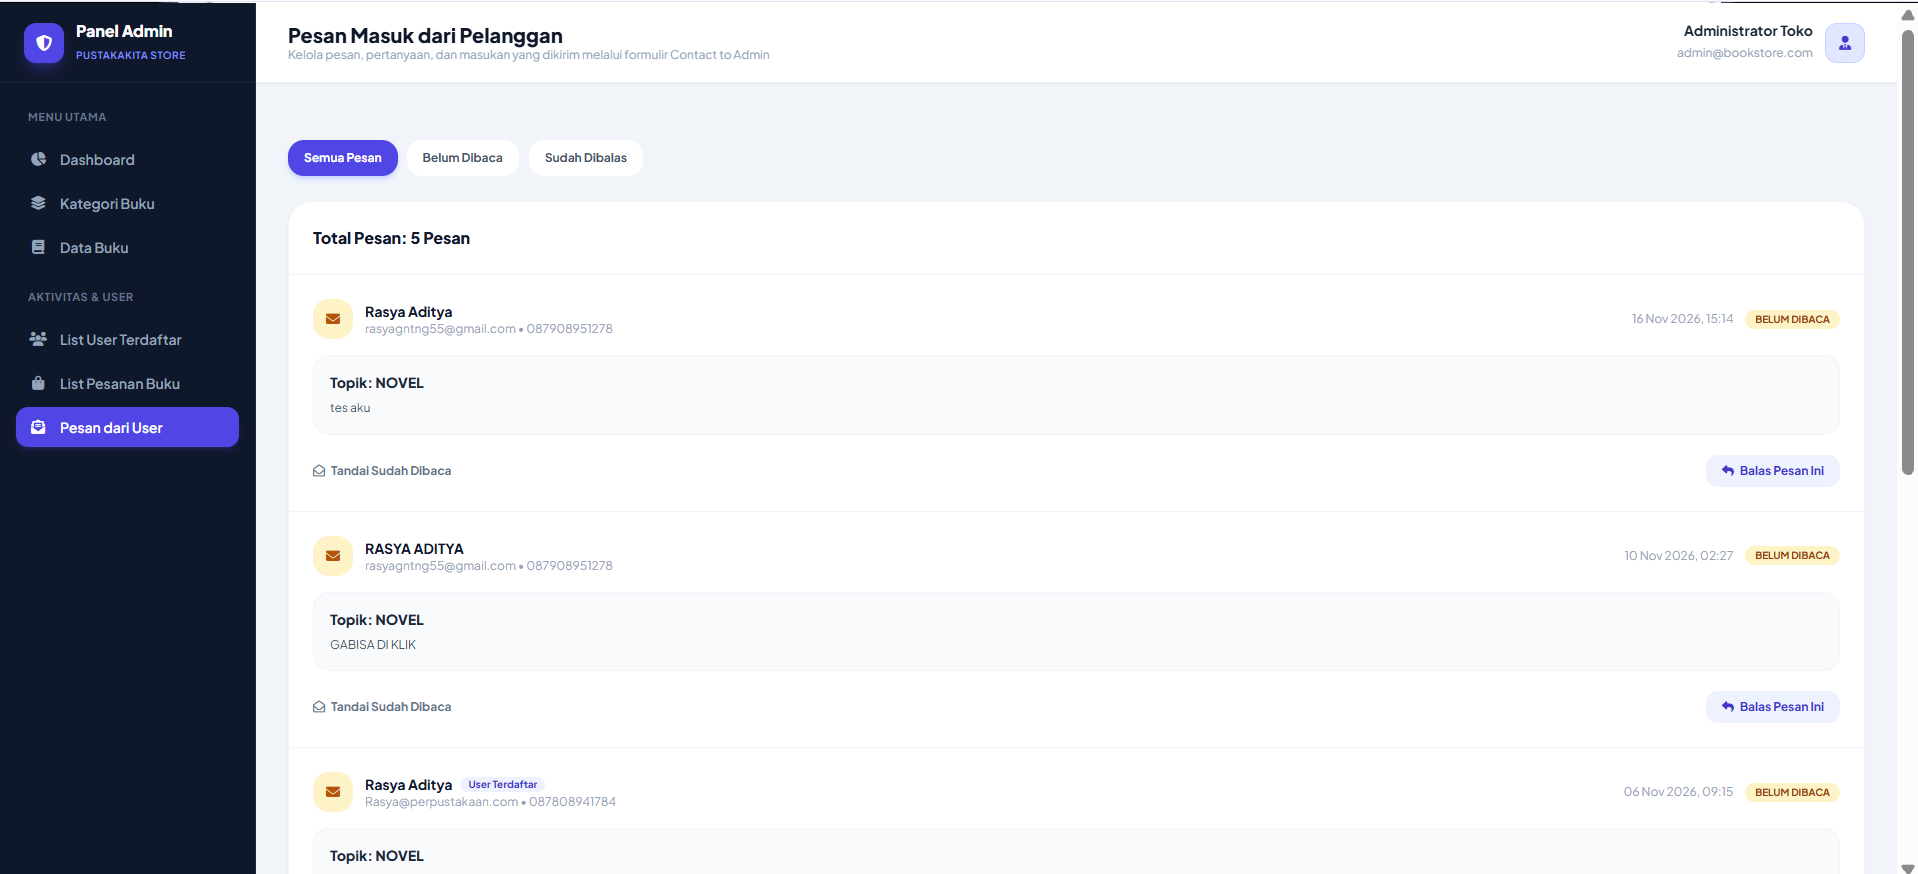 Panel Admin
PUSTAKAKITA STORE
MENU UTAMA
Dashboard
Kategori Buku
Data Buku
AKTIVITAS & USER
List User Terdaftar
List Pesanan Buku
Pesan dari User
Pesan Masuk dari Pelanggan
Kelola pesan, pertanyaan, dan masukan yang dikirim melalui formulir Contact to Admin
Administrator Toko
admin@bookstore.com
Semua Pesan
Belum Dibaca
Sudah Dibalas
Total Pesan: 5 Pesan
Rasya Aditya
rasyagntng55@gmail.com • 087908951278
16 Nov 2026, 15:14
BELUM DIBACA
Topik: NOVEL
tes aku
Tandai Sudah Dibaca
Balas Pesan Ini
RASYA ADITYA
rasyagntng55@gmail.com • 087908951278
10 Nov 2026, 02:27
BELUM DIBACA
Topik: NOVEL
GABISA DI KLIK
Tandai Sudah Dibaca
Balas Pesan Ini
Rasya Aditya
User Terdaftar
Rasya@perpustakaan.com • 087808941784
06 Nov 2026, 09:15
BELUM DIBACA
Topik: NOVEL